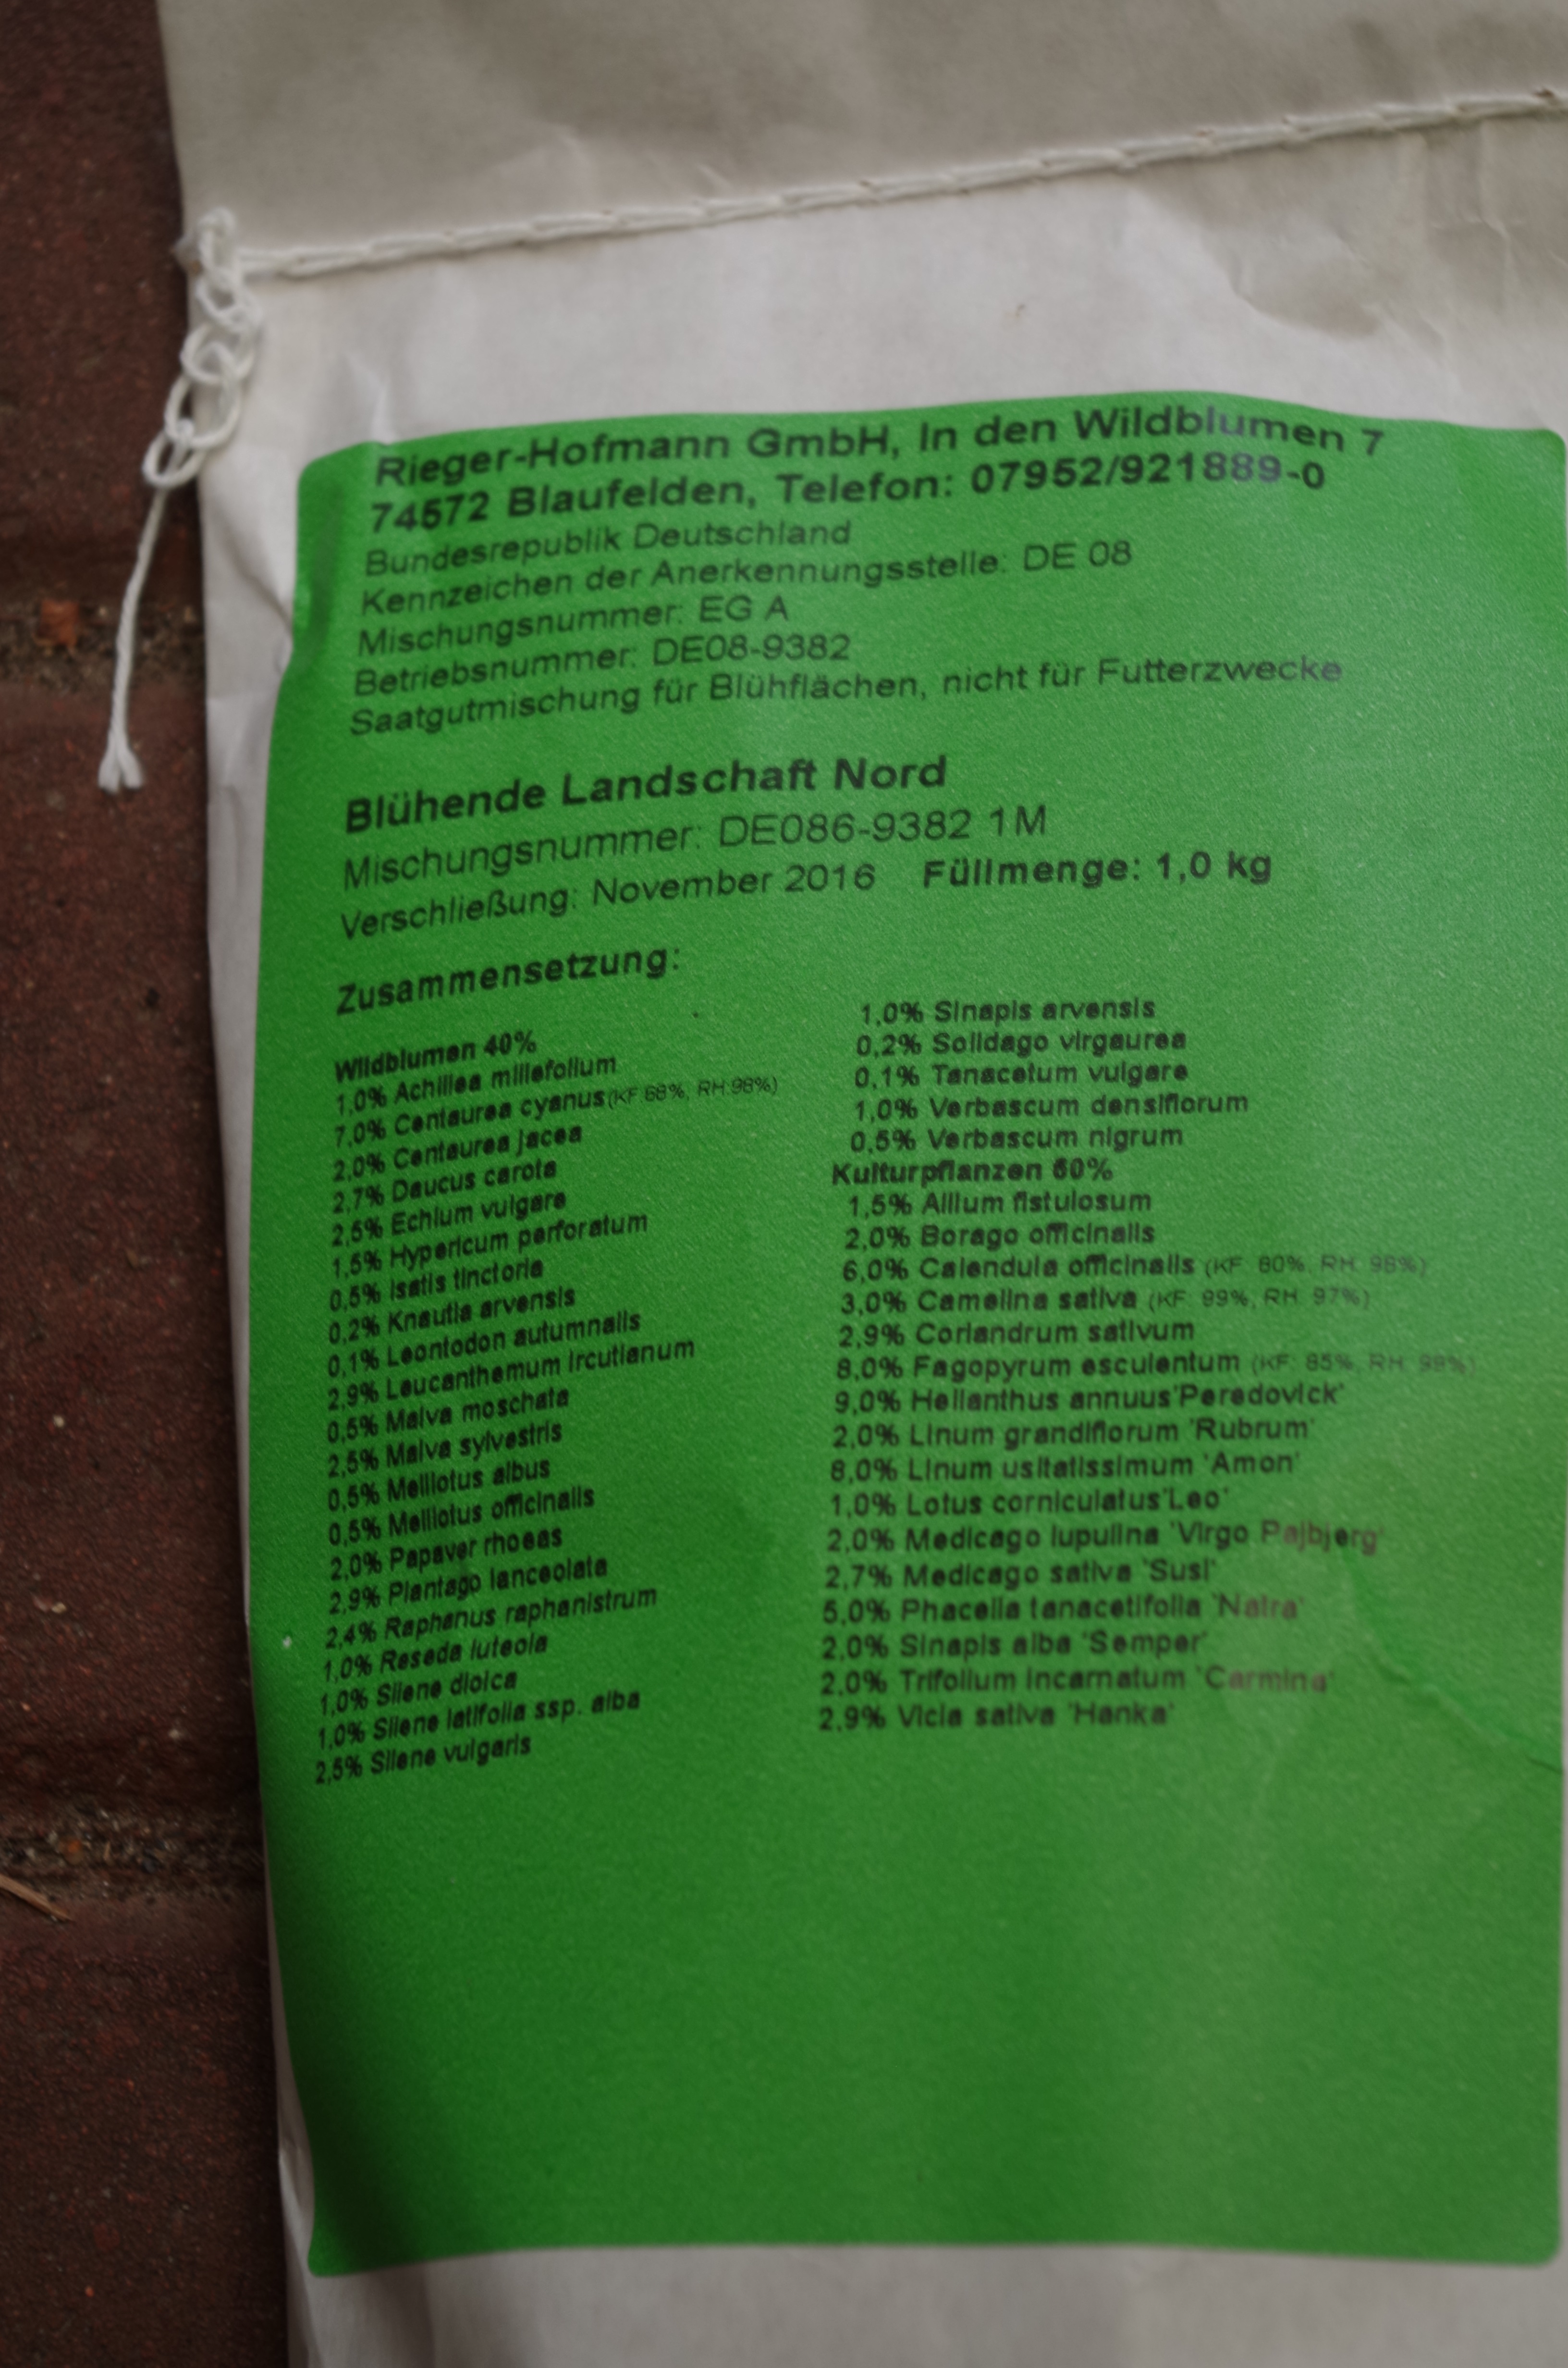 Rieger-Hofmann GmbH, In den Wildblumen 7
74572 Blaufelden, Telefon: 07952/921889-0
Bundesrepublik Deutschland
Kennzeichen der Anerkennungsstelle: DE 08
Mischungsnummer: EG A
Betriebsnummer: DE08-9382
Saatgutmischung für Blühflächen, nicht für Futterzwecke
Blühende Landschaft Nord
Mischungsnummer: DE086-9382 1M
Verschließung: November 2016 Füllmenge: 1,0 kg
Zusammensetzung:
Wildblumen 40%
1,0% Achillea millefolium
7,0% Centaurea cyanus (KF:68%, RH:98%)
2,0% Centaurea jacea
2,7% Daucus carota
2,5% Echium vulgare
1,5% Hypericum perforatum
0,5% Isatis tinctoria
0,2% Knautia arvensis
0,1% Leontodon autumnalis
2,9% Leucanthemum ircutianum
0,5% Malva moschata
2,5% Malva sylvestris
0,5% Melilotus albus
0,5% Melilotus officinalis
2,0% Papaver rhoeas
2,9% Plantago lanceolata
2,4% Raphanus raphanistrum
1,0% Reseda luteola
1,0% Silene dioica
1,0% Silene latifolia ssp. alba
2,5% Silene vulgaris
1,0% Sinapis arvensis
0,2% Solidago virgaurea
0,1% Tanacetum vulgare
1,0% Verbascum densiflorum
0,5% Verbascum nigrum
Kulturpflanzen 60%
1,5% Allium fistulosum
2,0% Borago officinalis
6,0% Calendula officinalis (KF: 80%, RH: 98%)
3,0% Camelina sativa (KF: 99%, RH: 97%)
2,9% Coriandrum sativum
8,0% Fagopyrum esculentum (KF: 85%, RH: 98%)
9,0% Helianthus annuus'Peredovick'
2,0% Linum grandiflorum 'Rubrum'
8,0% Linum usitatissimum 'Amon'
1,0% Lotus corniculatus'Leo'
2,0% Medicago lupulina 'Virgo Pajbjerg'
2,7% Medicago sativa 'Susi'
5,0% Phacelia tanacetifolia 'Natra'
2,0% Sinapis alba 'Semper'
2,0% Trifolium incarnatum 'Carmina'
2,9% Vicia sativa 'Hanka'